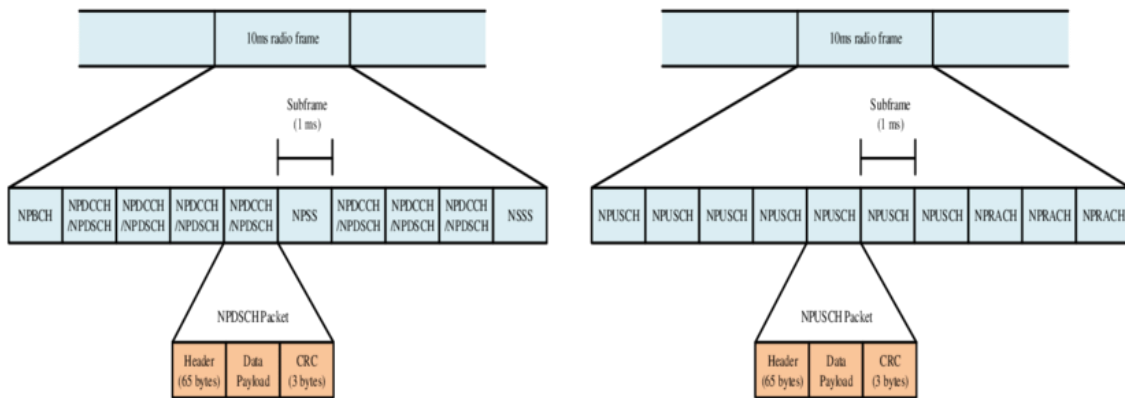 10ms radio frame
Subframe
(1 ms)
NPBCH
NPDCCH
/NPDSCH
NPDCCH
/NPDSCH
NPDCCH
/NPDSCH
NPDCCH
/NPDSCH
NPSS
NPDCCH
/NPDSCH
NPDCCH
/NPDSCH
NPDCCH
/NPDSCH
NSSS
NPDSCH Packet
Header
(65 bytes)
Data
Payload
CRC
(3 bytes)
10ms radio frame
Subframe
(1 ms)
NPUSCH
NPUSCH
NPUSCH
NPUSCH
NPUSCH
NPUSCH
NPUSCH
NPRACH
NPRACH
NPRACH
NPUSCH Packet
Header
(65 bytes)
Data
Payload
CRC
(3 bytes)